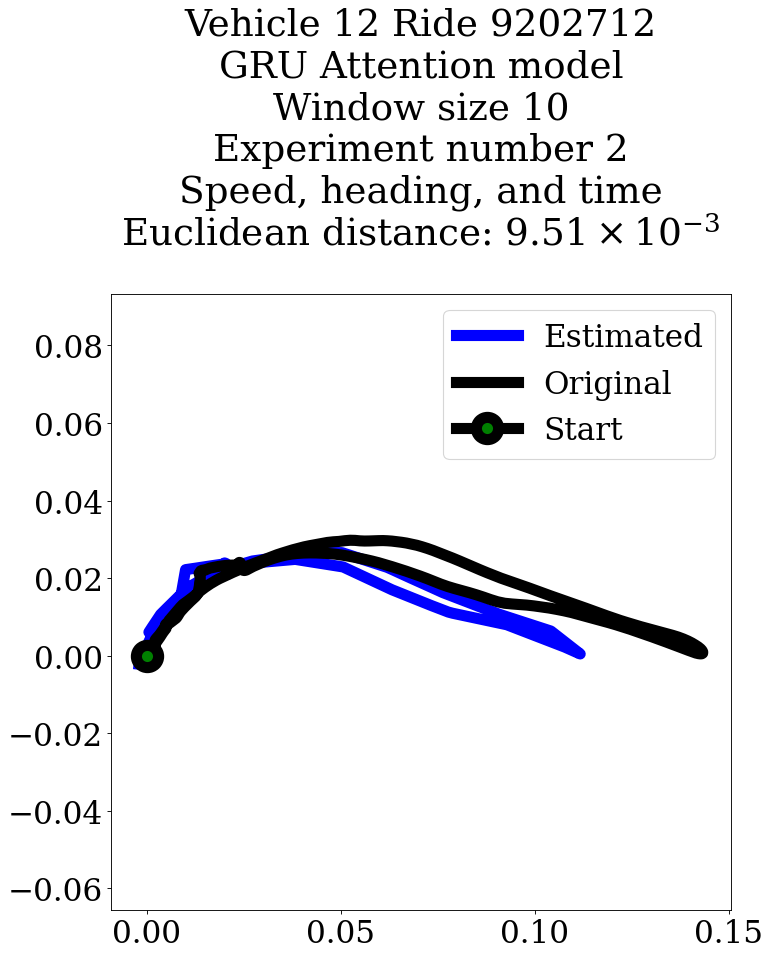 Vehicle 12 Ride 9202712
GRU Attention model
Window size 10
Experiment number 2
Speed, heading, and time
Euclidean distance: 9.51 × 10⁻³
Estimated
Original
Start
0.08
0.06
0.04
0.02
0.00
−0.02
−0.04
−0.06
0.00 0.05 0.10 0.15